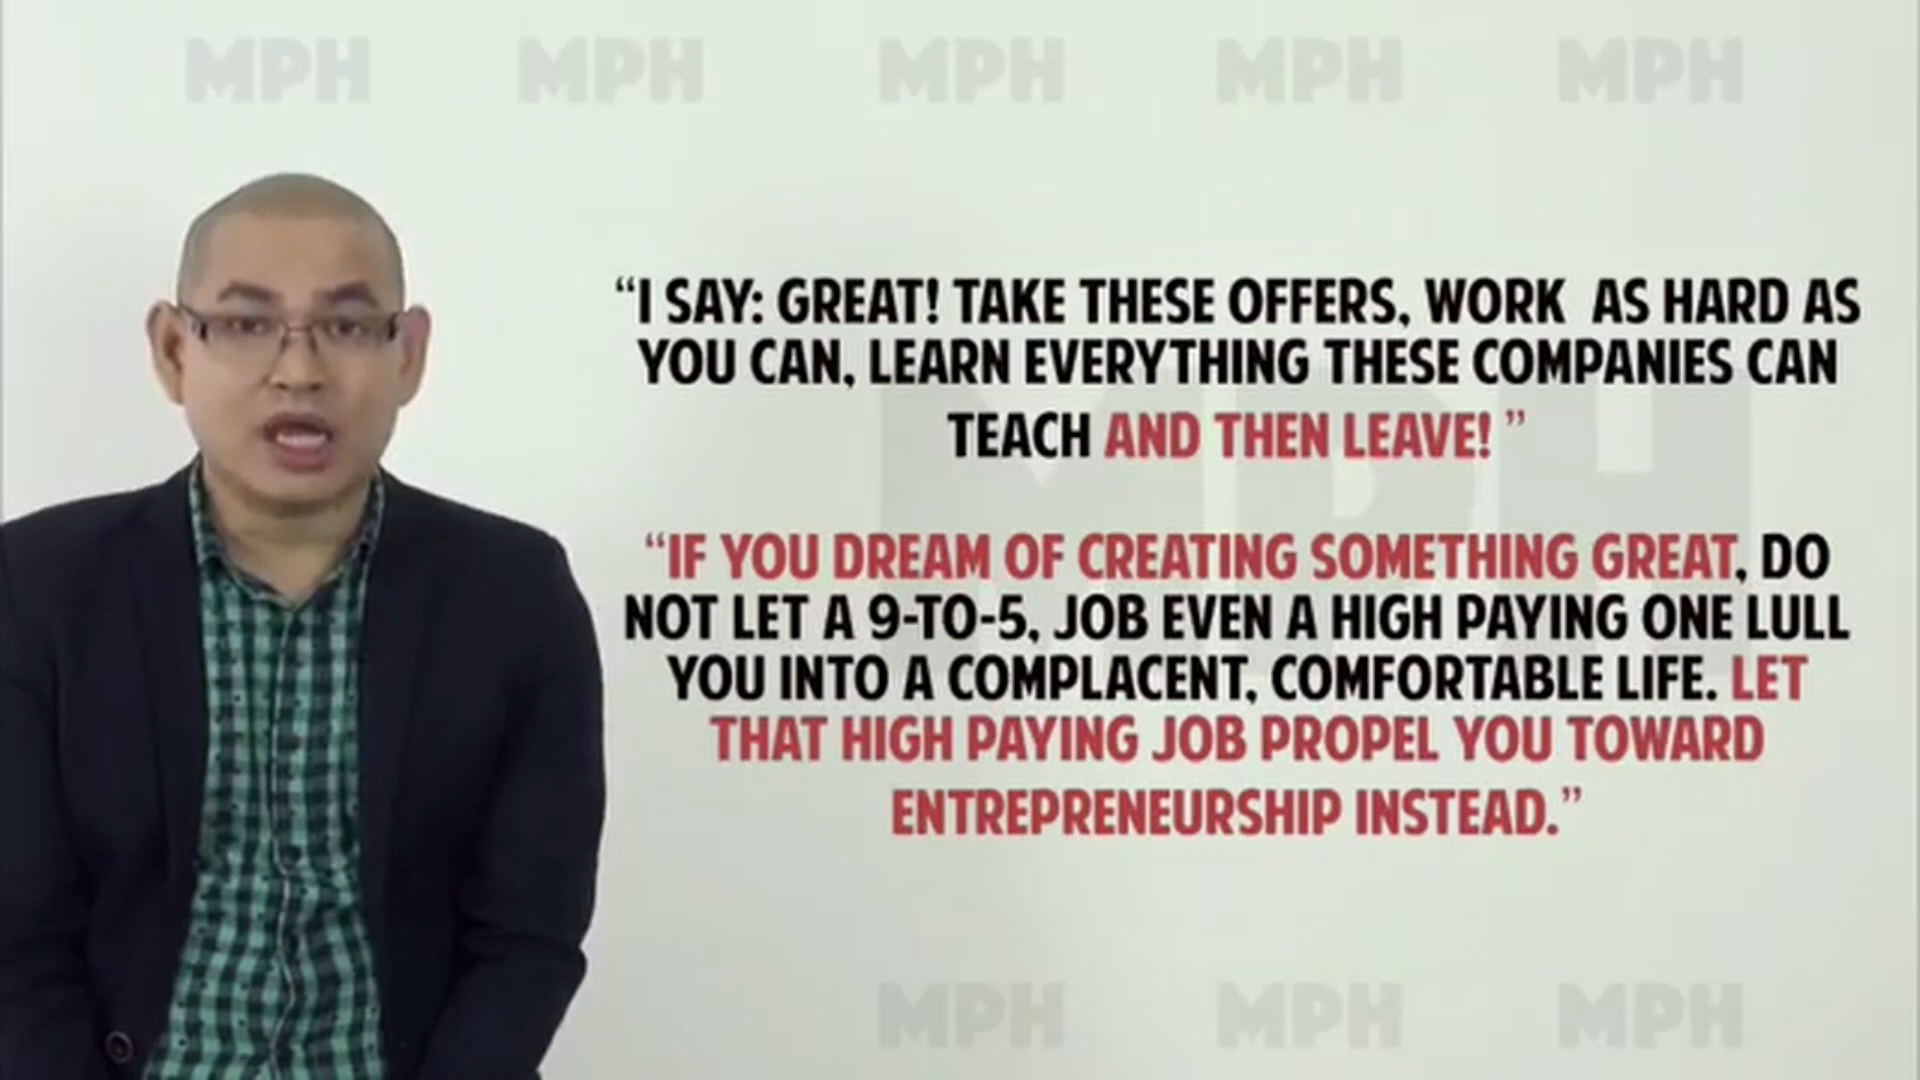 MPH MPH MPH MPH MPH
“I SAY: GREAT! TAKE THESE OFFERS, WORK AS HARD AS
YOU CAN, LEARN EVERYTHING THESE COMPANIES CAN
TEACH AND THEN LEAVE! ”
MPH
“IF YOU DREAM OF CREATING SOMETHING GREAT, DO
NOT LET A 9-TO-5, JOB EVEN A HIGH PAYING ONE LULL
YOU INTO A COMPLACENT, COMFORTABLE LIFE. LET
THAT HIGH PAYING JOB PROPEL YOU TOWARD
ENTREPRENEURSHIP INSTEAD.”
MPH MPH MPH